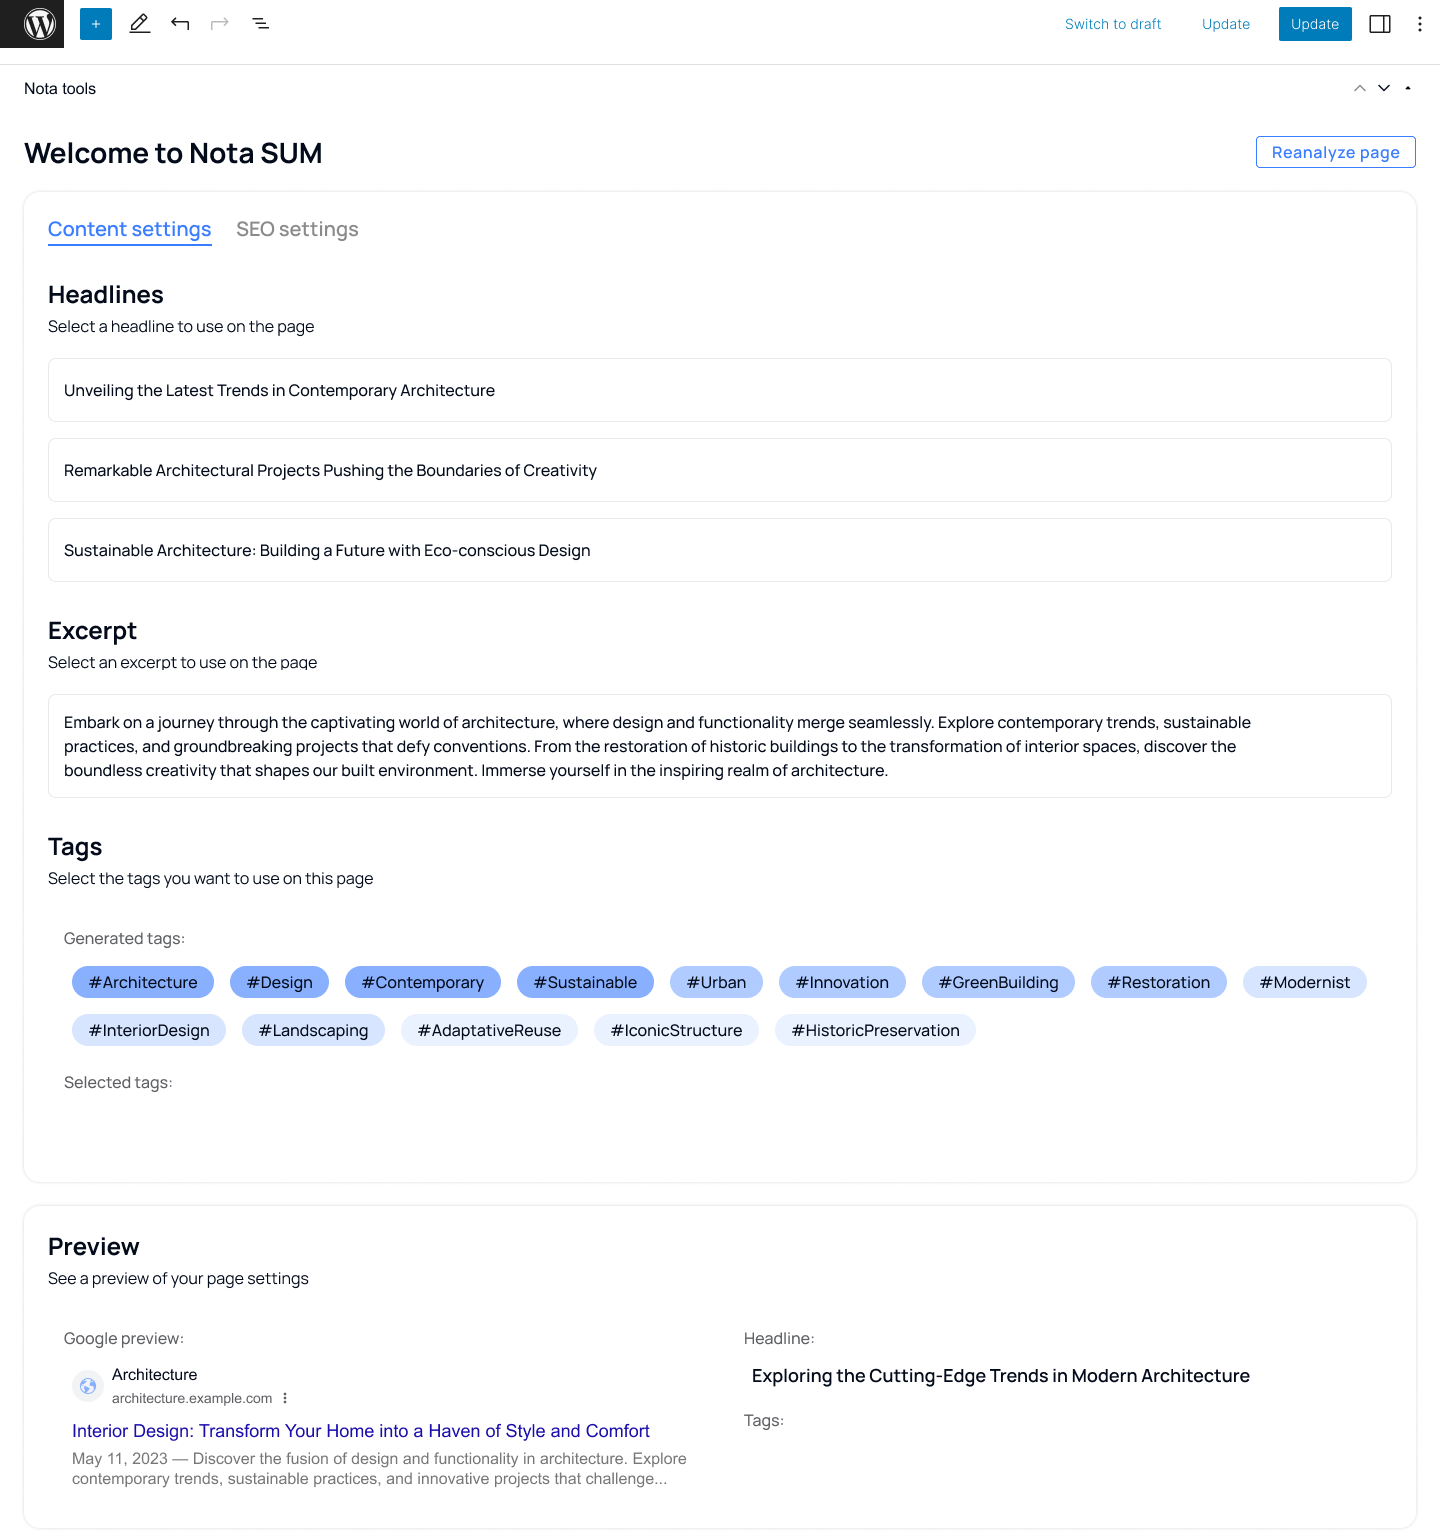 Switch to draft
Update
Update
Nota tools
Welcome to Nota SUM
Reanalyze page
Content settings
SEO settings
Headlines
Select a headline to use on the page
Unveiling the Latest Trends in Contemporary Architecture
Remarkable Architectural Projects Pushing the Boundaries of Creativity
Sustainable Architecture: Building a Future with Eco-conscious Design
Excerpt
Select an excerpt to use on the page
Embark on a journey through the captivating world of architecture, where design and functionality merge seamlessly. Explore contemporary trends, sustainable
practices, and groundbreaking projects that defy conventions. From the restoration of historic buildings to the transformation of interior spaces, discover the
boundless creativity that shapes our built environment. Immerse yourself in the inspiring realm of architecture.
Tags
Select the tags you want to use on this page
Generated tags:
#Architecture #Design #Contemporary #Sustainable #Urban #Innovation #GreenBuilding #Restoration #Modernist
#InteriorDesign #Landscaping #AdaptativeReuse #IconicStructure #HistoricPreservation
Selected tags:
Preview
See a preview of your page settings
Google preview:
Architecture
architecture.example.com
Interior Design: Transform Your Home into a Haven of Style and Comfort
May 11, 2023 — Discover the fusion of design and functionality in architecture. Explore
contemporary trends, sustainable practices, and innovative projects that challenge...
Headline:
Exploring the Cutting-Edge Trends in Modern Architecture
Tags: